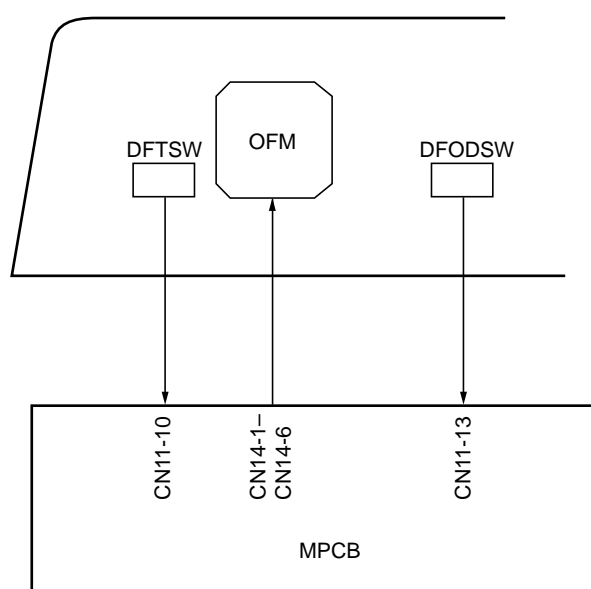 DFTSW
OFM
DFODSW
CN11-10
CN14-1–
CN14-6
CN11-13
MPCB